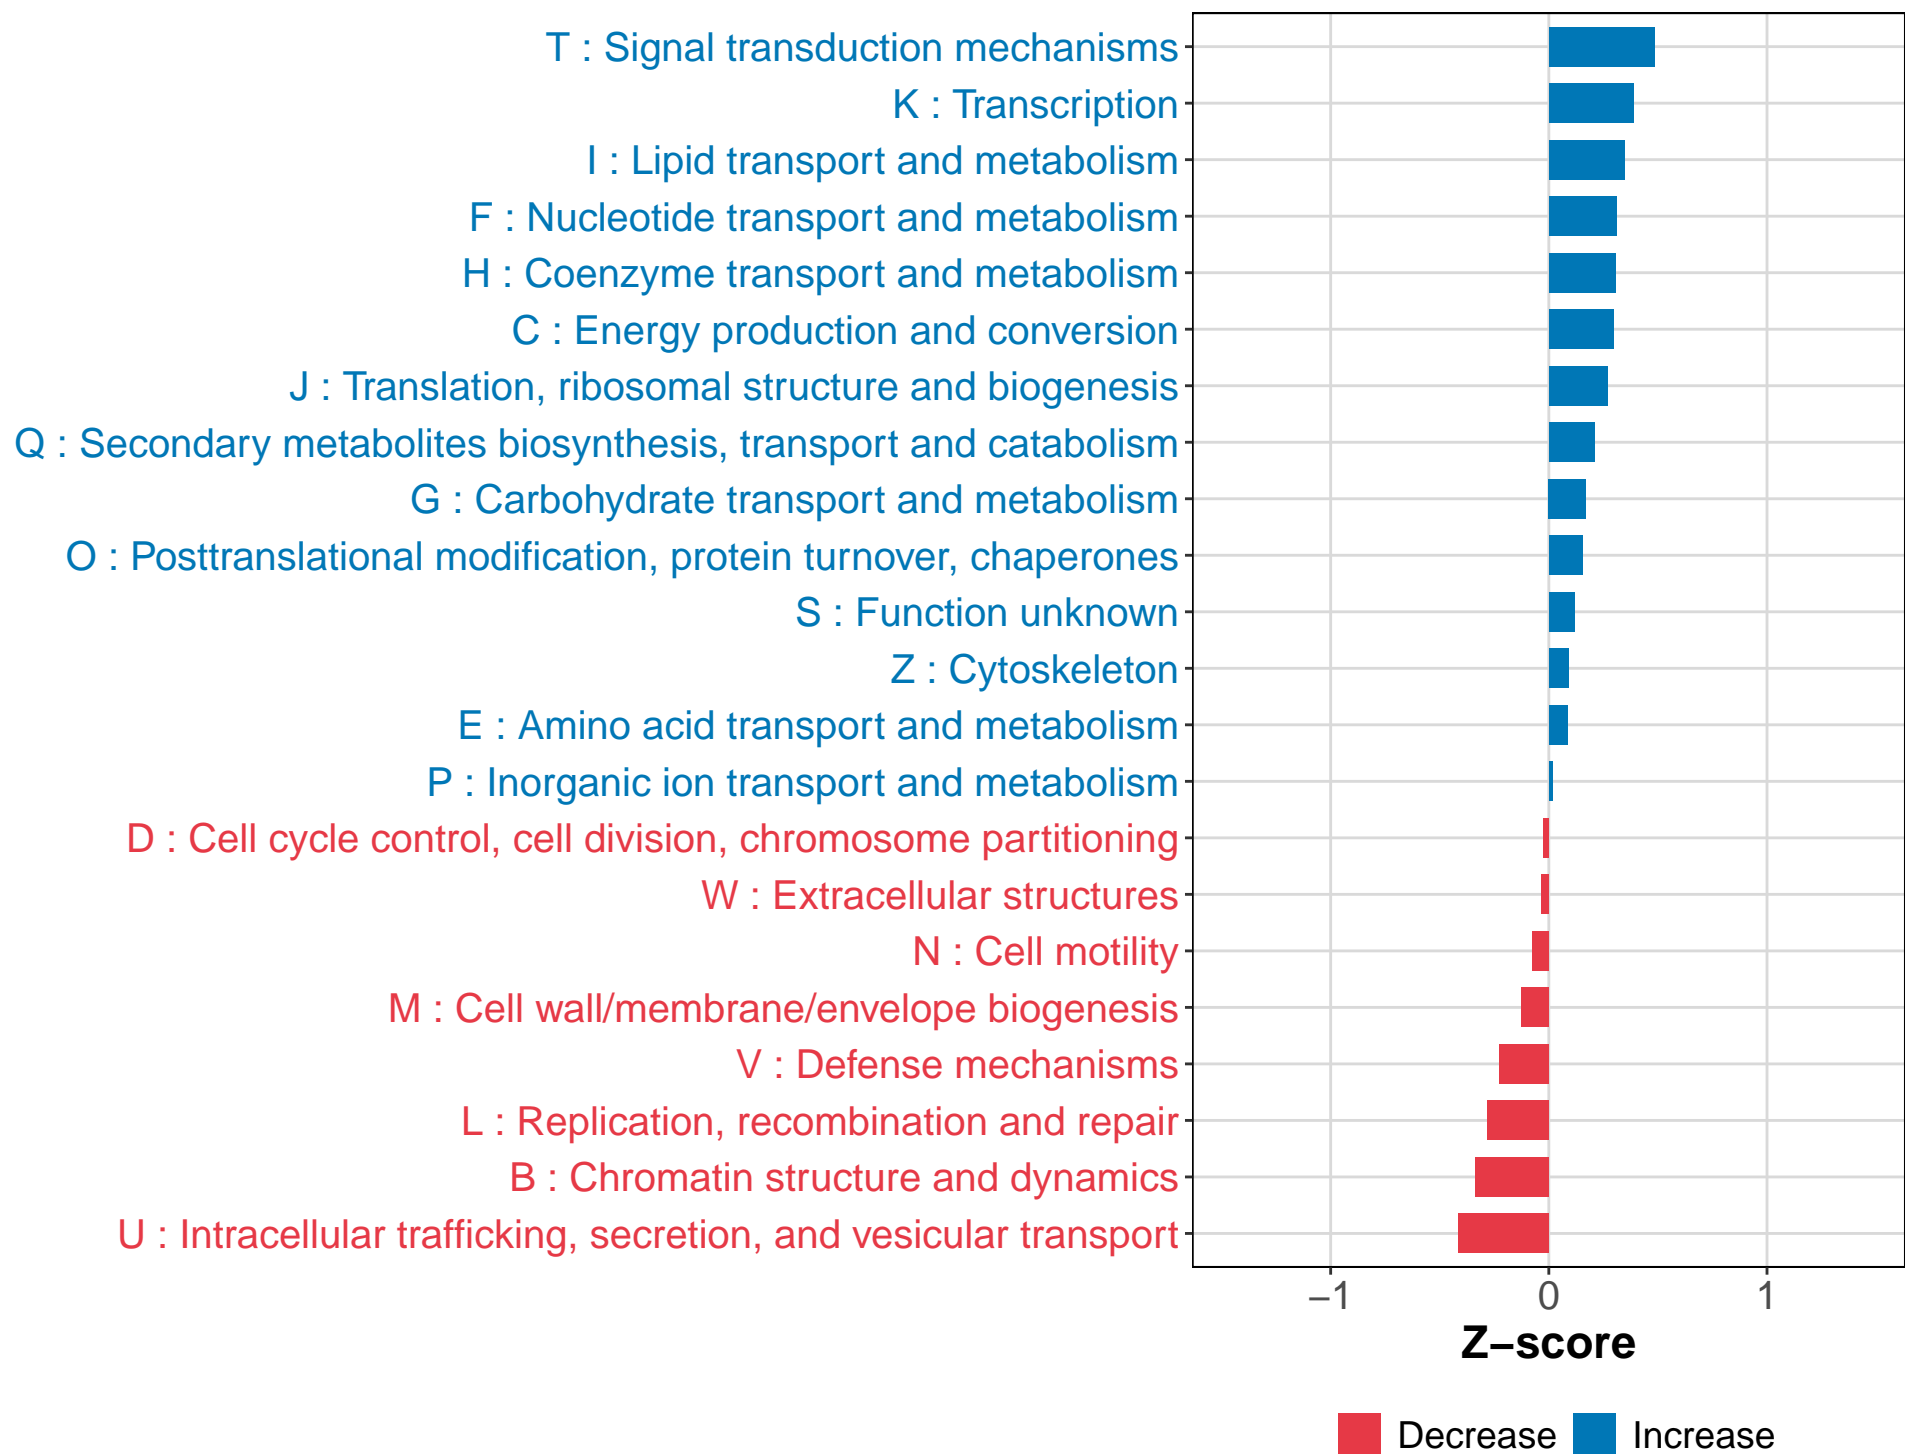 T : Signal transduction mechanisms
K : Transcription
I : Lipid transport and metabolism
F : Nucleotide transport and metabolism
H : Coenzyme transport and metabolism
C : Energy production and conversion
J : Translation, ribosomal structure and biogenesis
Q : Secondary metabolites biosynthesis, transport and catabolism
G : Carbohydrate transport and metabolism
O : Posttranslational modification, protein turnover, chaperones
S : Function unknown
Z : Cytoskeleton
E : Amino acid transport and metabolism
P : Inorganic ion transport and metabolism
D : Cell cycle control, cell division, chromosome partitioning
W : Extracellular structures
N : Cell motility
M : Cell wall/membrane/envelope biogenesis
V : Defense mechanisms
L : Replication, recombination and repair
B : Chromatin structure and dynamics
U : Intracellular trafficking, secretion, and vesicular transport
−1 0 1
Z−score
Decrease Increase